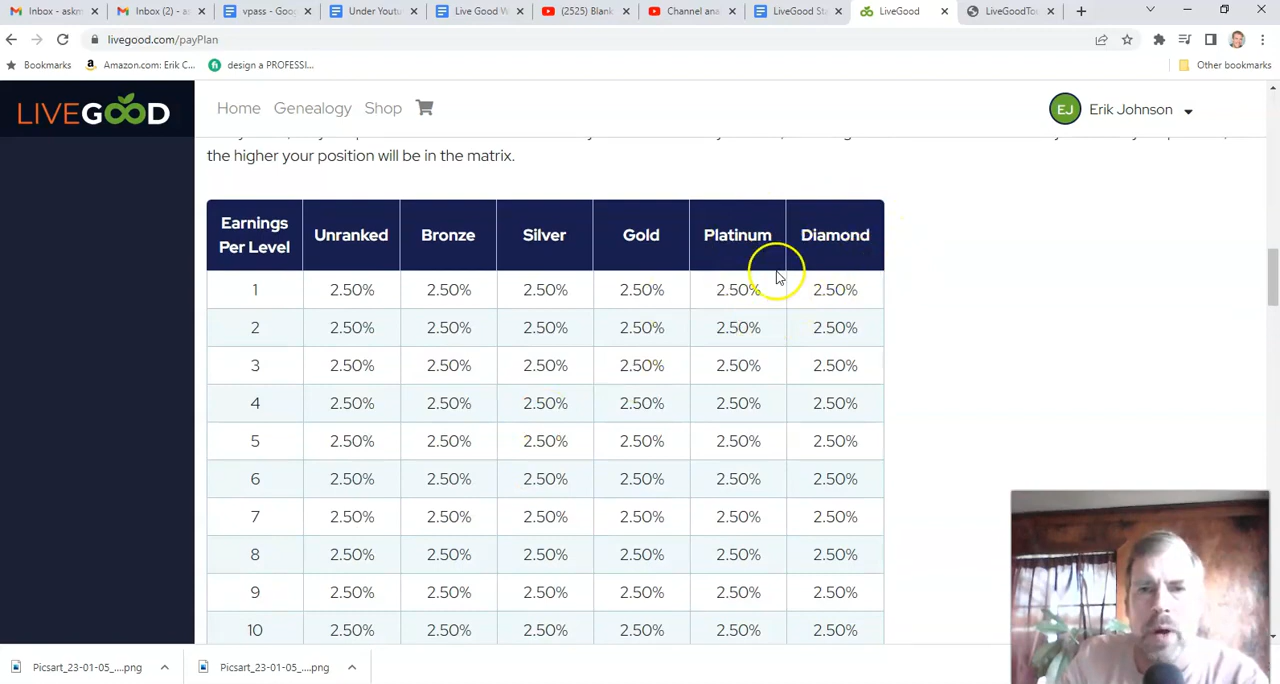 Inbox - askm
Inbox (2) - as
vpass - Goo
Under Youtu
Live Good W
(2525) Blank
Channel ana
LiveGood Sta
LiveGood
LiveGoodTou
livegood.com/payPlan
Bookmarks
Amazon.com: Erik C...
design a PROFESSI...
Other bookmarks
LIVEGOOD
Home Genealogy Shop
EJ Erik Johnson
the higher your position will be in the matrix.
Earnings Per Level Unranked Bronze Silver Gold Platinum Diamond
1 2.50% 2.50% 2.50% 2.50% 2.50% 2.50%
2 2.50% 2.50% 2.50% 2.50% 2.50% 2.50%
3 2.50% 2.50% 2.50% 2.50% 2.50% 2.50%
4 2.50% 2.50% 2.50% 2.50% 2.50% 2.50%
5 2.50% 2.50% 2.50% 2.50% 2.50% 2.50%
6 2.50% 2.50% 2.50% 2.50% 2.50% 2.50%
7 2.50% 2.50% 2.50% 2.50% 2.50% 2.50%
8 2.50% 2.50% 2.50% 2.50% 2.50% 2.50%
9 2.50% 2.50% 2.50% 2.50% 2.50% 2.50%
10 2.50% 2.50% 2.50% 2.50% 2.50% 2.50%
Picsart_23-01-05_....png
Picsart_23-01-05_....png